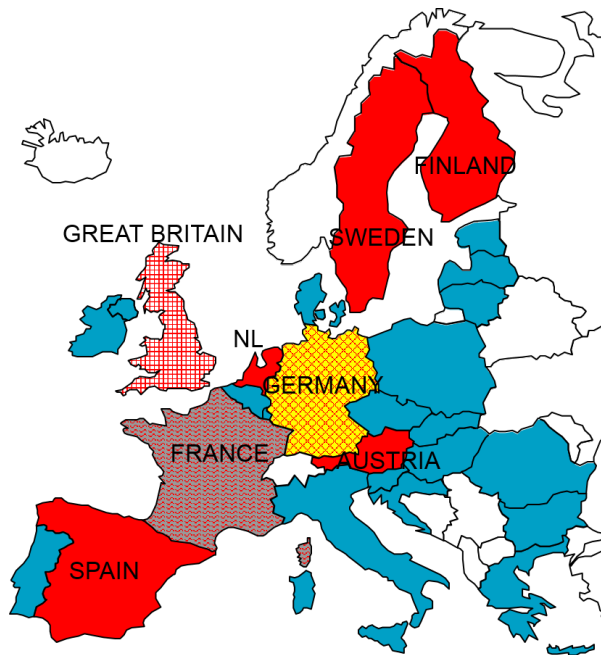 FINLAND
GREAT BRITAIN
SWEDEN
NL
GERMANY
FRANCE
AUSTRIA
SPAIN